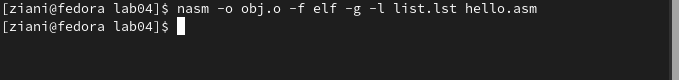 [ziani@fedora lab04]$ nasm -o obj.o -f elf -g -l list.lst hello.asm
[ziani@fedora lab04]$